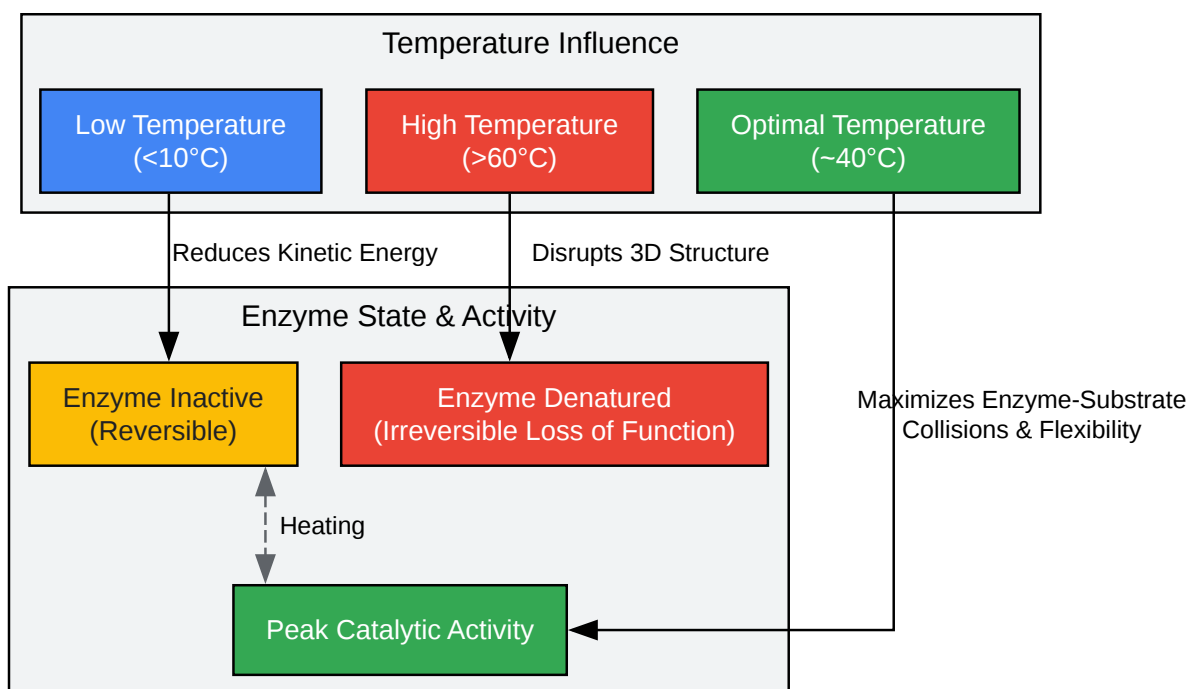 Temperature Influence
Low Temperature
(<10°C)
High Temperature
(>60°C)
Optimal Temperature
(~40°C)
Reduces Kinetic Energy
Disrupts 3D Structure
Enzyme State & Activity
Enzyme Inactive
(Reversible)
Enzyme Denatured
(Irreversible Loss of Function)
Maximizes Enzyme-Substrate
Collisions & Flexibility
Heating
Peak Catalytic Activity